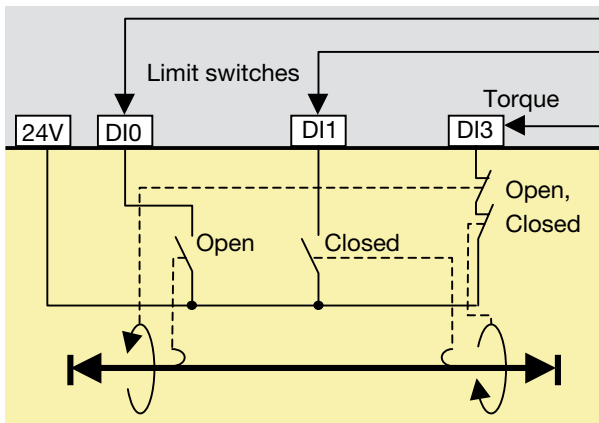 Limit switches
Torque
24V
DI0
DI1
DI3
Open,
Closed
Open
Closed